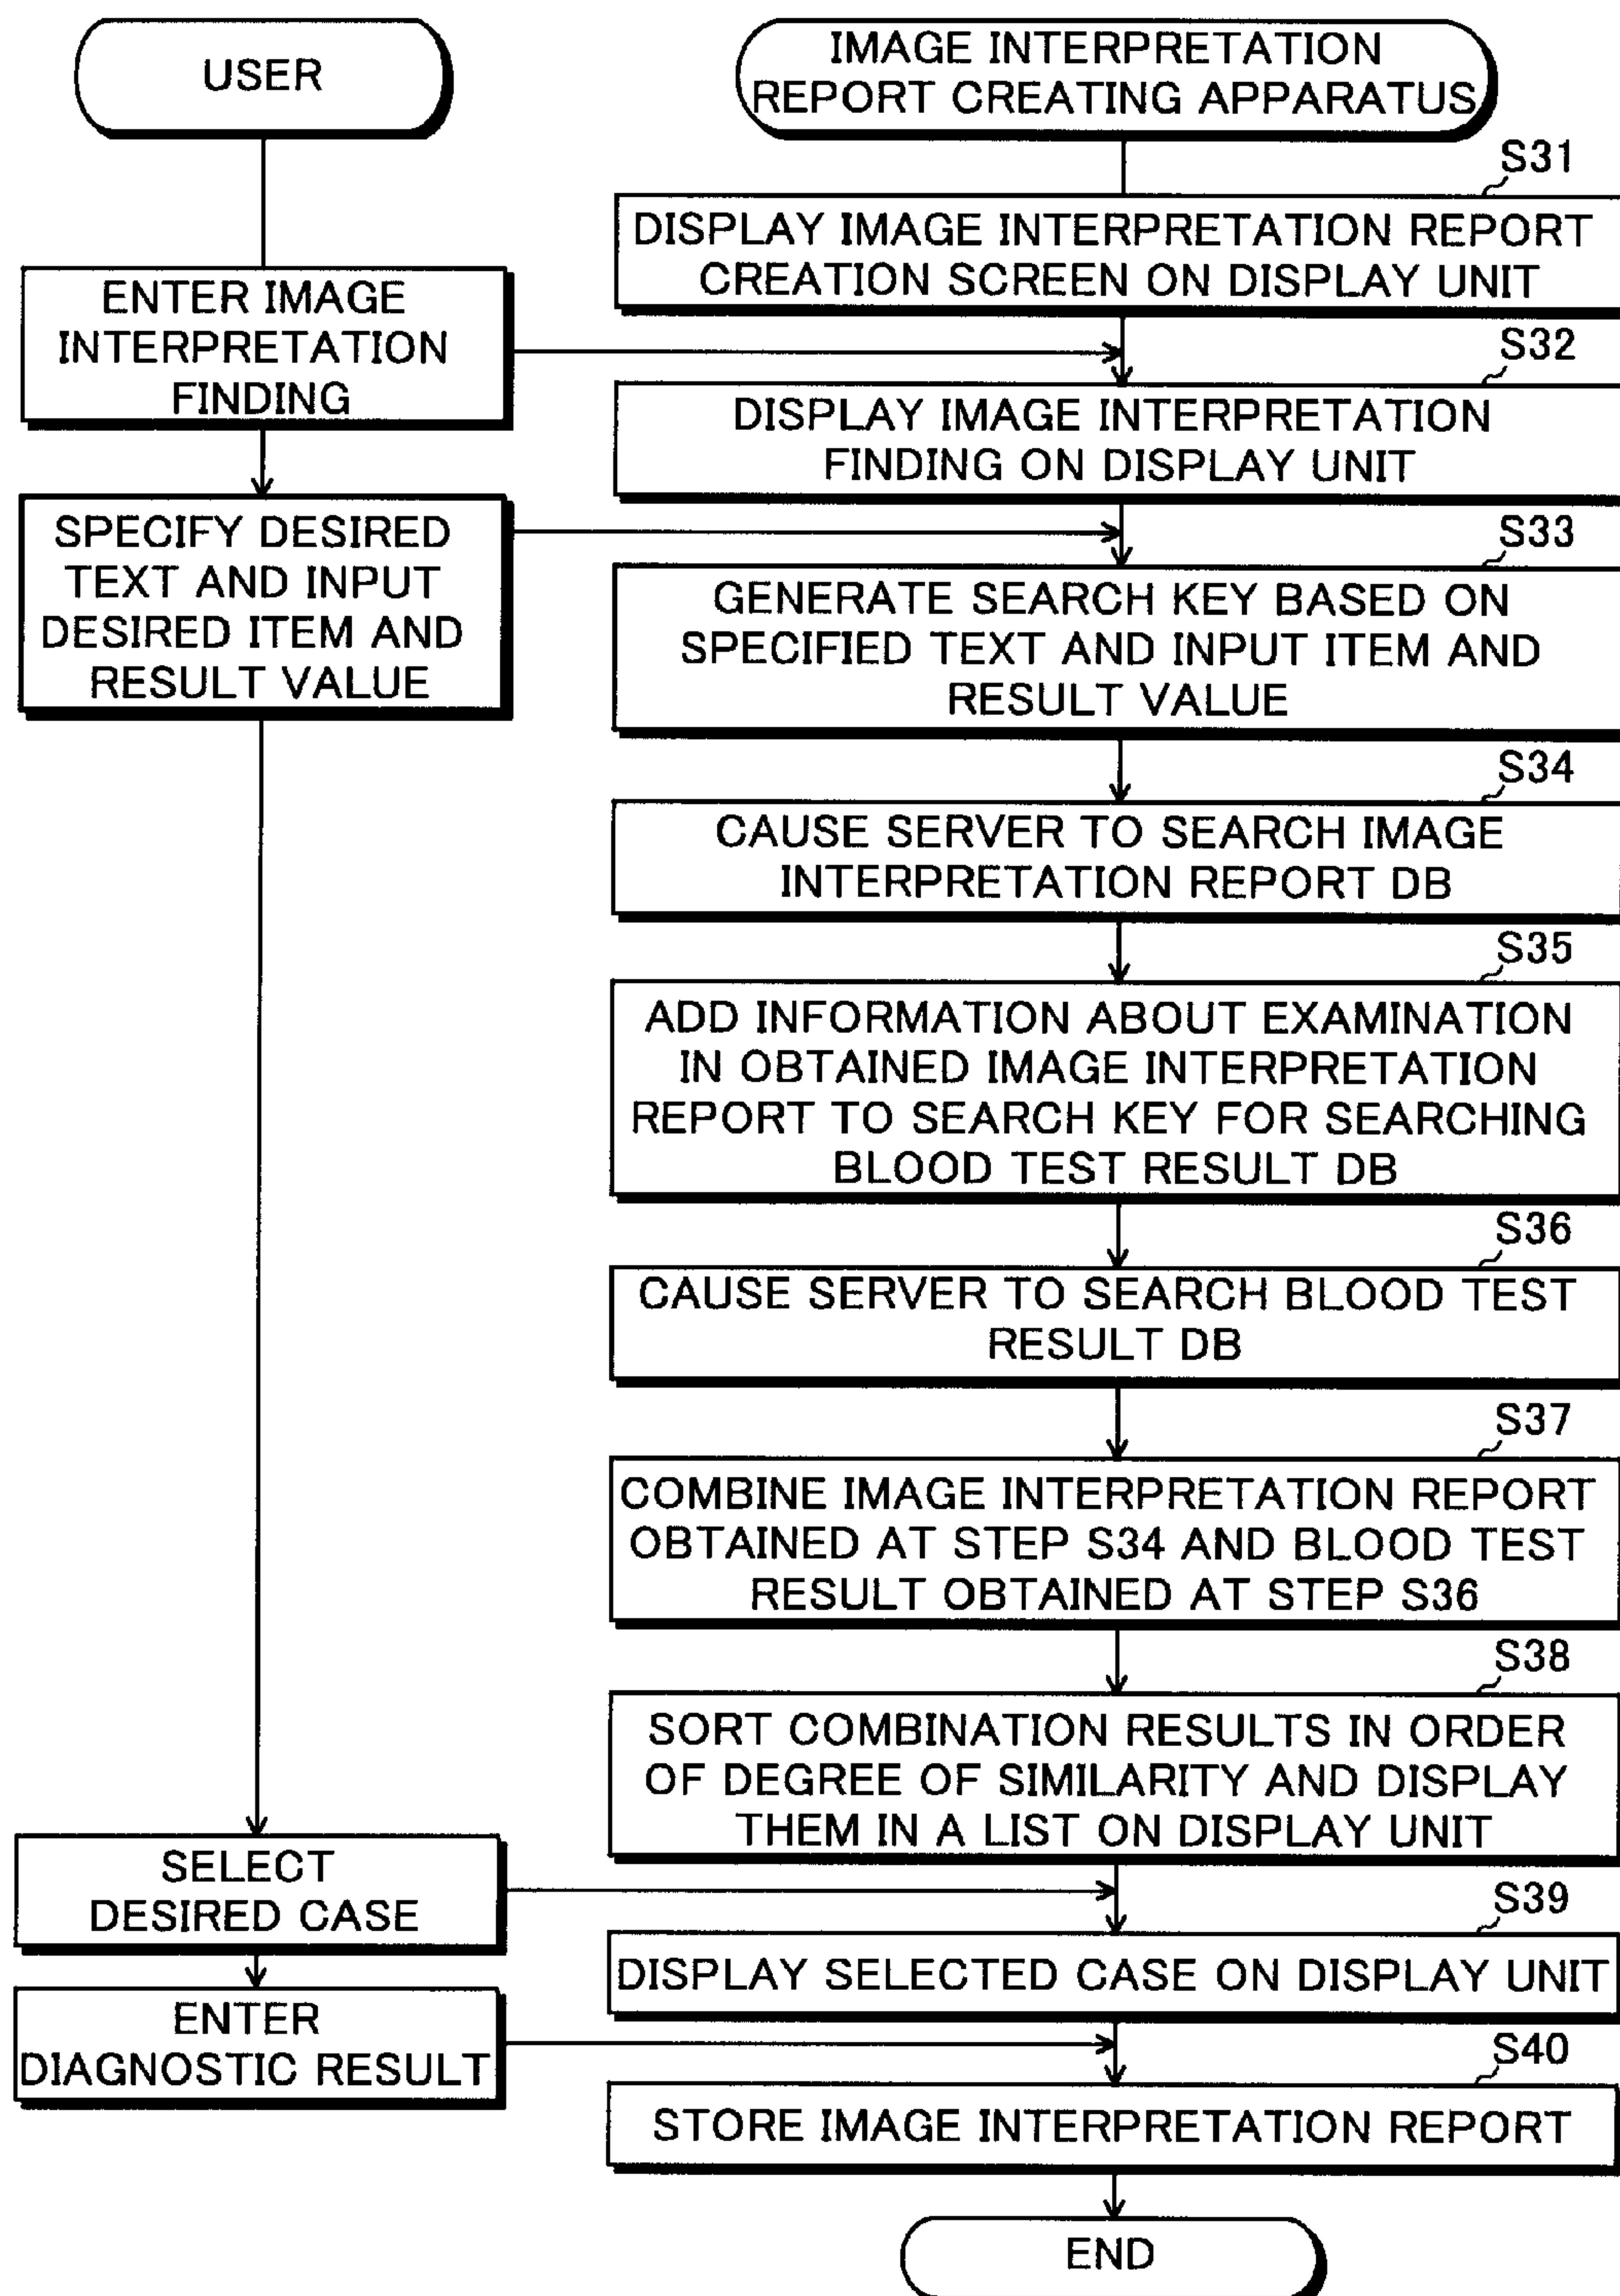 USER
IMAGE INTERPRETATION
REPORT CREATING APPARATUS
S31
DISPLAY IMAGE INTERPRETATION REPORT
CREATION SCREEN ON DISPLAY UNIT
ENTER IMAGE
INTERPRETATION
FINDING
S32
DISPLAY IMAGE INTERPRETATION
FINDING ON DISPLAY UNIT
SPECIFY DESIRED
TEXT AND INPUT
DESIRED ITEM AND
RESULT VALUE
S33
GENERATE SEARCH KEY BASED ON
SPECIFIED TEXT AND INPUT ITEM AND
RESULT VALUE
S34
CAUSE SERVER TO SEARCH IMAGE
INTERPRETATION REPORT DB
S35
ADD INFORMATION ABOUT EXAMINATION
IN OBTAINED IMAGE INTERPRETATION
REPORT TO SEARCH KEY FOR SEARCHING
BLOOD TEST RESULT DB
S36
CAUSE SERVER TO SEARCH BLOOD TEST
RESULT DB
S37
COMBINE IMAGE INTERPRETATION REPORT
OBTAINED AT STEP S34 AND BLOOD TEST
RESULT OBTAINED AT STEP S36
S38
SORT COMBINATION RESULTS IN ORDER
OF DEGREE OF SIMILARITY AND DISPLAY
THEM IN A LIST ON DISPLAY UNIT
SELECT
DESIRED CASE
S39
DISPLAY SELECTED CASE ON DISPLAY UNIT
ENTER
DIAGNOSTIC RESULT
S40
STORE IMAGE INTERPRETATION REPORT
END